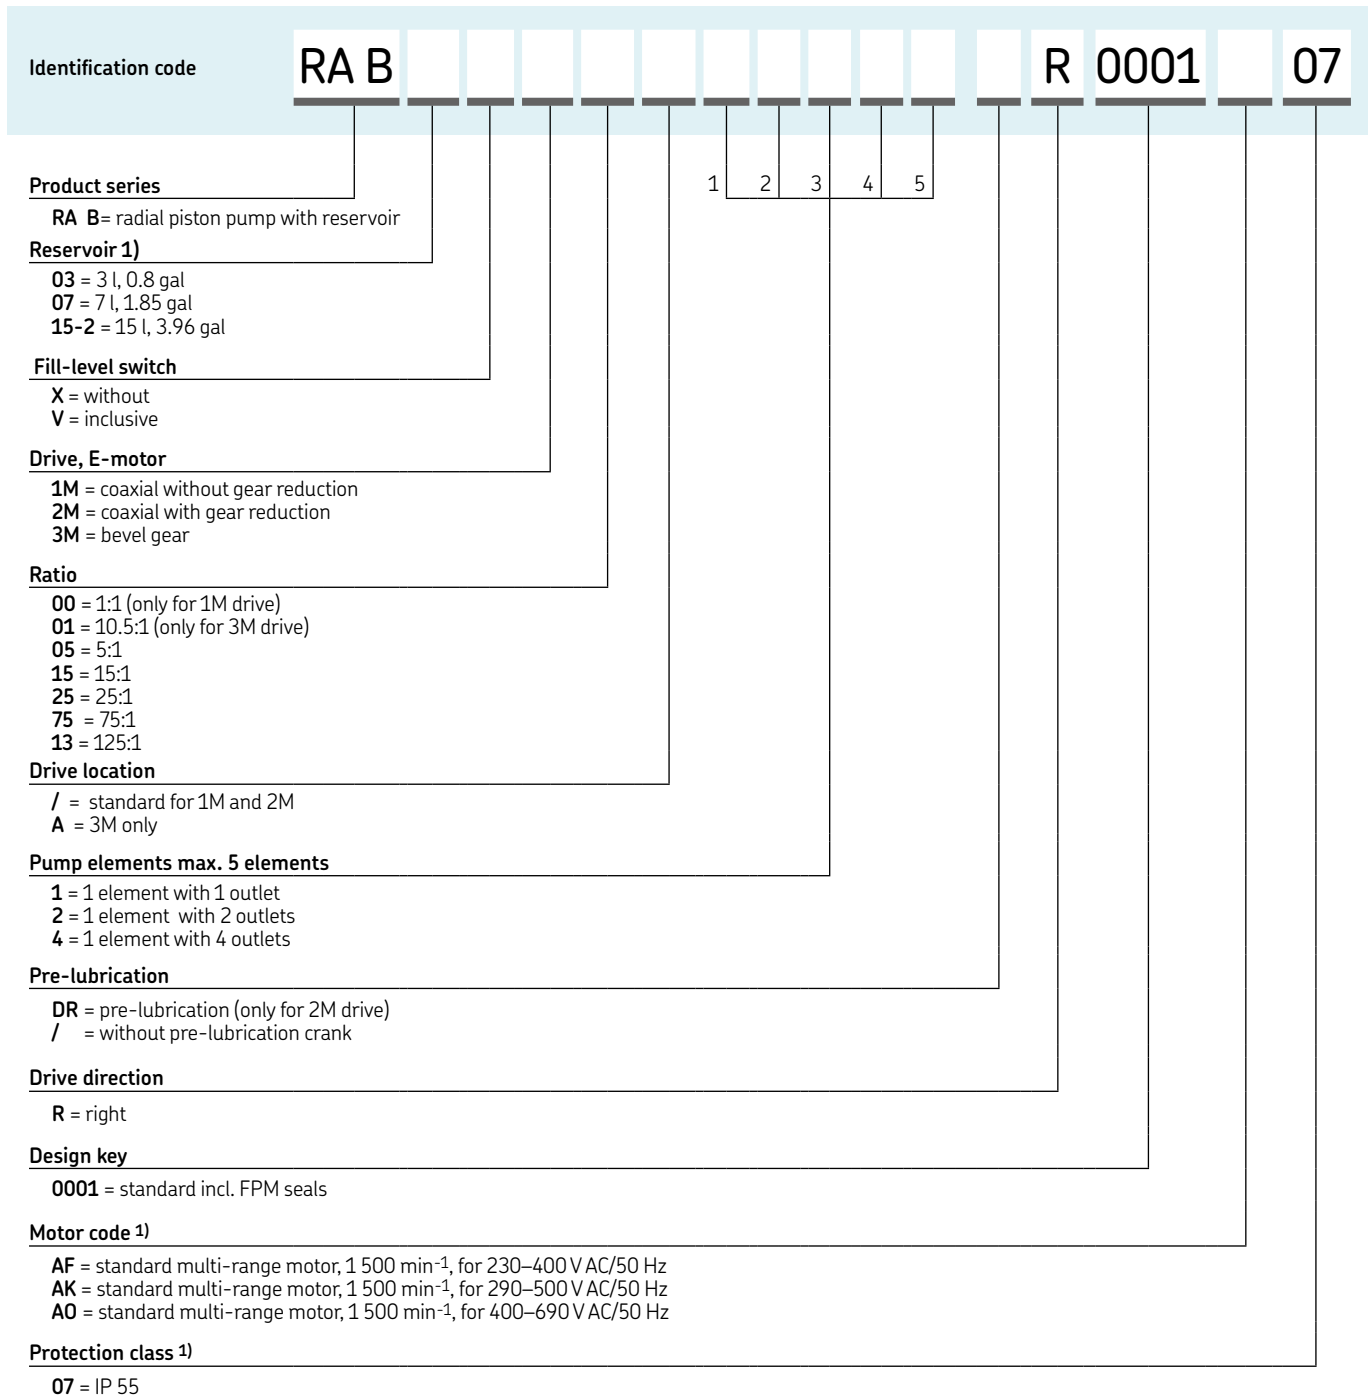 Identification code RA B R 0001 07
Product series 1 2 3 4 5
RA B= radial piston pump with reservoir
Reservoir 1)
03 = 3 l, 0.8 gal
07 = 7 l, 1.85 gal
15-2 = 15 l, 3.96 gal
Fill-level switch
X = without
V = inclusive
Drive, E-motor
1M = coaxial without gear reduction
2M = coaxial with gear reduction
3M = bevel gear
Ratio
00 = 1:1 (only for 1M drive)
01 = 10.5:1 (only for 3M drive)
05 = 5:1
15 = 15:1
25 = 25:1
75 = 75:1
13 = 125:1
Drive location
/ = standard for 1M and 2M
A = 3M only
Pump elements max. 5 elements
1 = 1 element with 1 outlet
2 = 1 element with 2 outlets
4 = 1 element with 4 outlets
Pre-lubrication
DR = pre-lubrication (only for 2M drive)
/ = without pre-lubrication crank
Drive direction
R = right
Design key
0001 = standard incl. FPM seals
Motor code 1)
AF = standard multi-range motor, 1 500 min-1, for 230–400 V AC/50 Hz
AK = standard multi-range motor, 1 500 min-1, for 290–500 V AC/50 Hz
AO = standard multi-range motor, 1 500 min-1, for 400–690 V AC/50 Hz
Protection class 1)
07 = IP 55